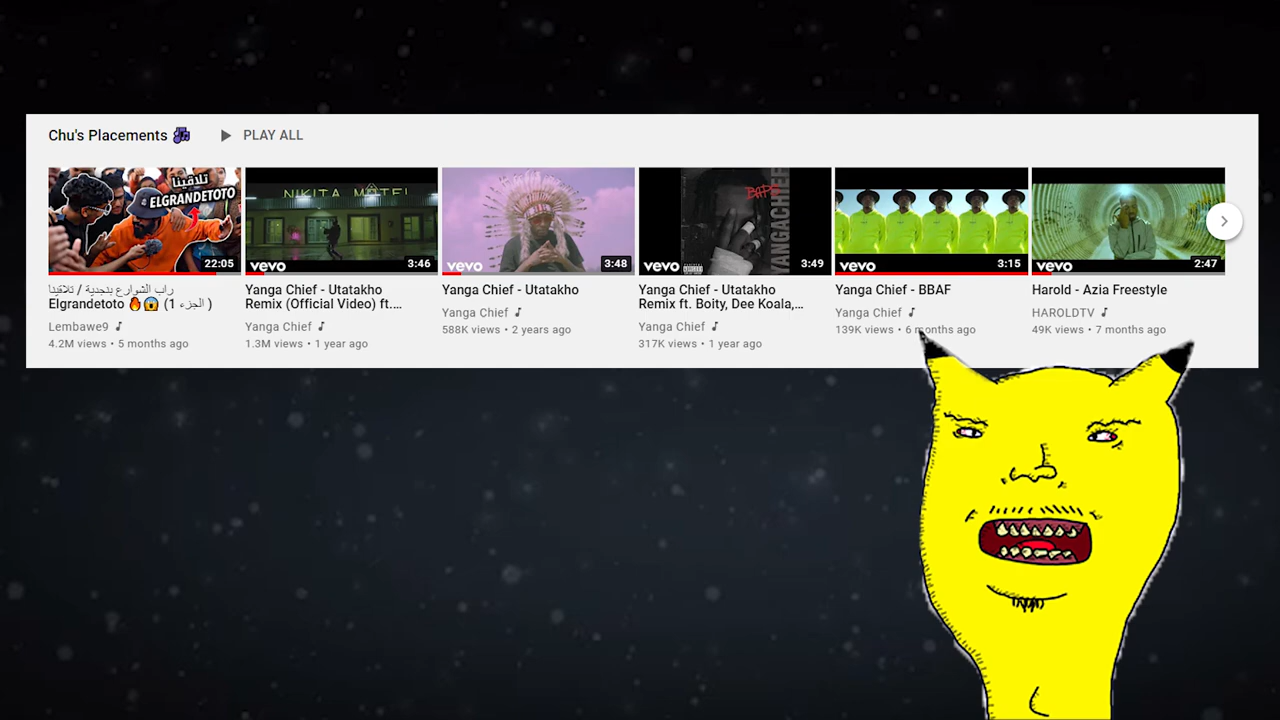 Chu's Placements
PLAY ALL
تلاقينا
ELGRANDETOTO
22:05
راب الشوارع بنجدية / تلاقينا
Elgrandetoto 🔥😱 (الجزء 1 )
Lembawe9
4.2M views • 5 months ago
NIKITA MOTEL
vevo
3:46
Yanga Chief - Utatakho
Remix (Official Video) ft....
Yanga Chief
1.3M views • 1 year ago
vevo
3:48
Yanga Chief - Utatakho
Yanga Chief
588K views • 2 years ago
YANGACHIEF
vevo
3:49
Yanga Chief - Utatakho
Remix ft. Boity, Dee Koala,...
Yanga Chief
317K views • 1 year ago
vevo
3:15
Yanga Chief - BBAF
Yanga Chief
139K views • 6 months ago
vevo
2:47
Harold - Azia Freestyle
HAROLDTV
49K views • 7 months ago